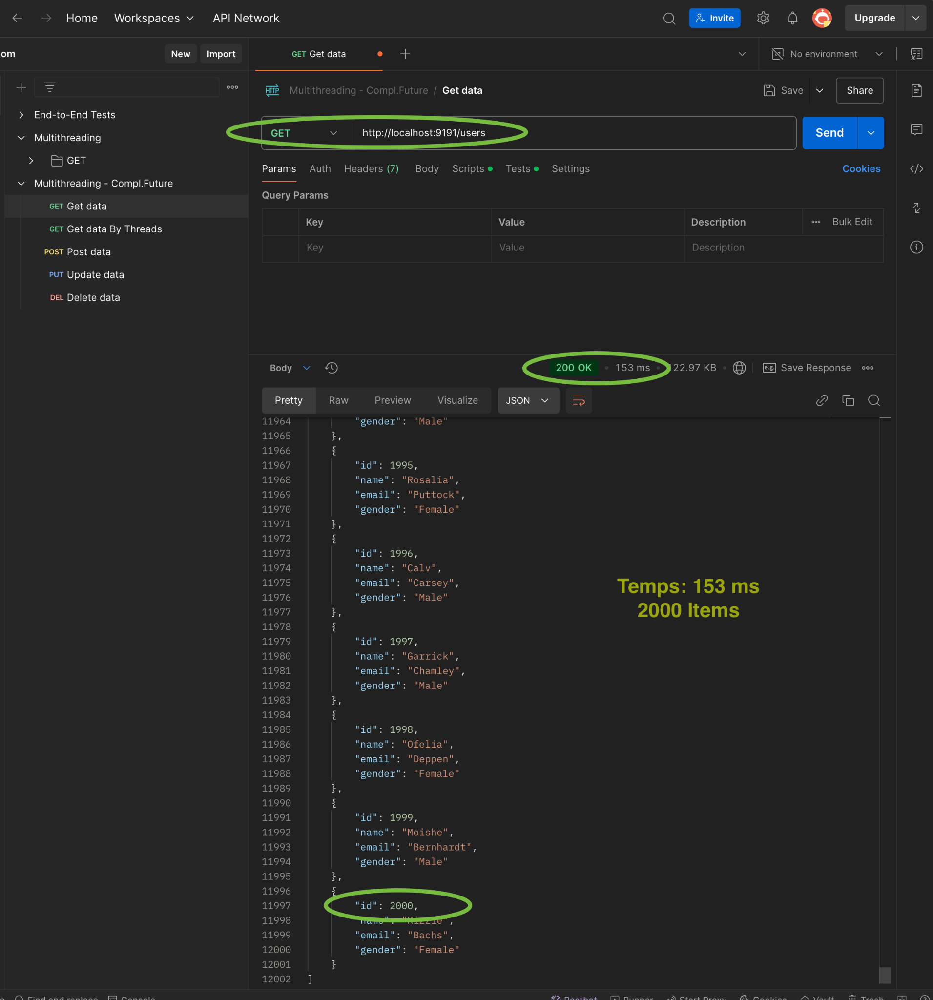 Home Workspaces API Network Invite Upgrade
om New Import GET Get data No environment
HTTP Multithreading - Compl.Future / Get data Save Share
End-to-End Tests
Multithreading
GET
Multithreading - Compl.Future
GET Get data
GET Get data By Threads
POST Post data
PUT Update data
DEL Delete data
GET http://localhost:9191/users Send
Params Auth Headers (7) Body Scripts Tests Settings Cookies
Query Params
Key Value Description Bulk Edit
Key Value Description
Body 200 OK 153 ms 22.97 KB e.g. Save Response
Pretty Raw Preview Visualize JSON
11964 "gender": "Male"
11965 },
11966 {
11967 "id": 1995,
11968 "name": "Rosalia",
11969 "email": "Puttock",
11970 "gender": "Female"
11971 },
11972 {
11973 "id": 1996,
11974 "name": "Calv",
11975 "email": "Carsey",
11976 "gender": "Male"
11977 },
11978 {
11979 "id": 1997,
11980 "name": "Garrick",
11981 "email": "Chamley",
11982 "gender": "Male"
11983 },
11984 {
11985 "id": 1998,
11986 "name": "Ofelia",
11987 "email": "Deppen",
11988 "gender": "Female"
11989 },
11990 {
11991 "id": 1999,
11992 "name": "Moishe",
11993 "email": "Bernhardt",
11994 "gender": "Male"
11995 },
11996 {
11997 "id": 2000,
11998 "name": "Kizzie",
11999 "email": "Bachs",
12000 "gender": "Female"
12001 }
12002 ]
Temps: 153 ms
2000 Items
Find and replace Console Postbot Runner Start Proxy Cookies Vault Trash